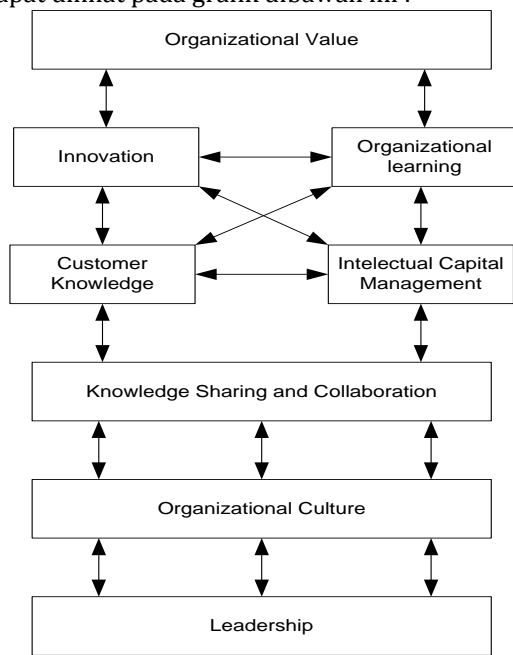 dapat dilihat pada grafik dibawah ini :
Organizational Value
Innovation
Organizational
learning
Customer
Knowledge
Intelectual Capital
Management
Knowledge Sharing and Collaboration
Organizational Culture
Leadership